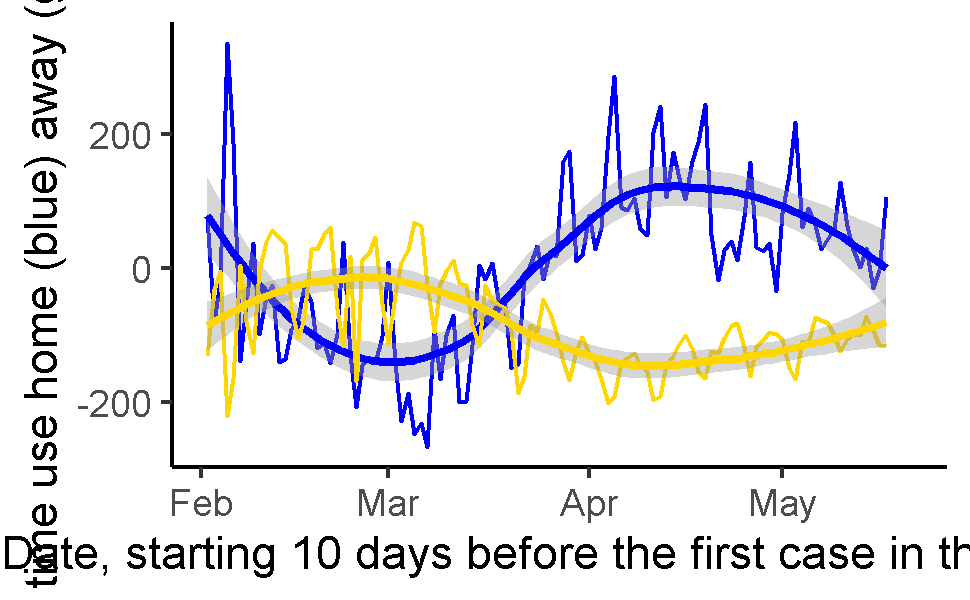 time use home (blue) away (
200
0
-200
Feb Mar Apr May
Date, starting 10 days before the first case in th